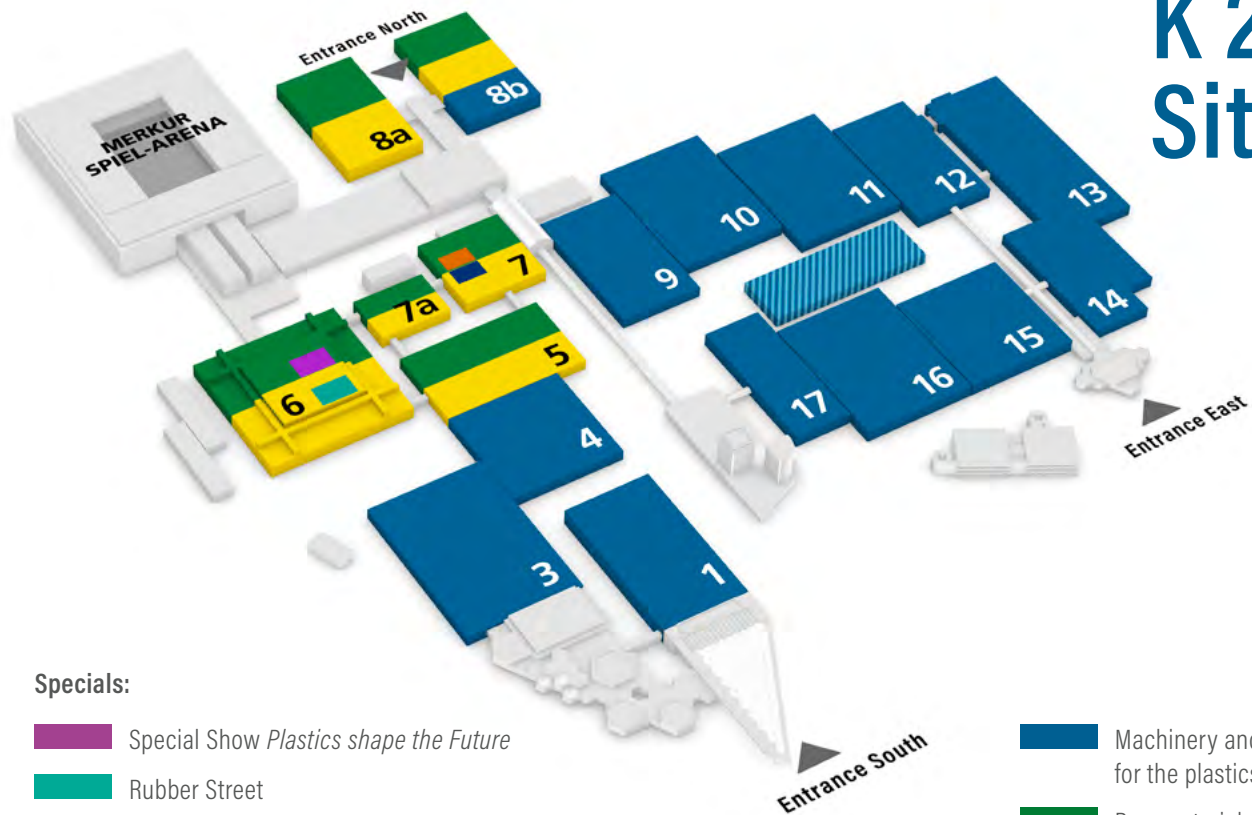 K 2
Sit
Entrance North
MERKUR
SPIEL-ARENA
8a
8b
9
10
11
12
13
14
15
16
17
7
7a
6
5
4
3
1
Entrance East
Entrance South
Specials:
Special Show Plastics shape the Future
Rubber Street
Machinery and
for the plastics